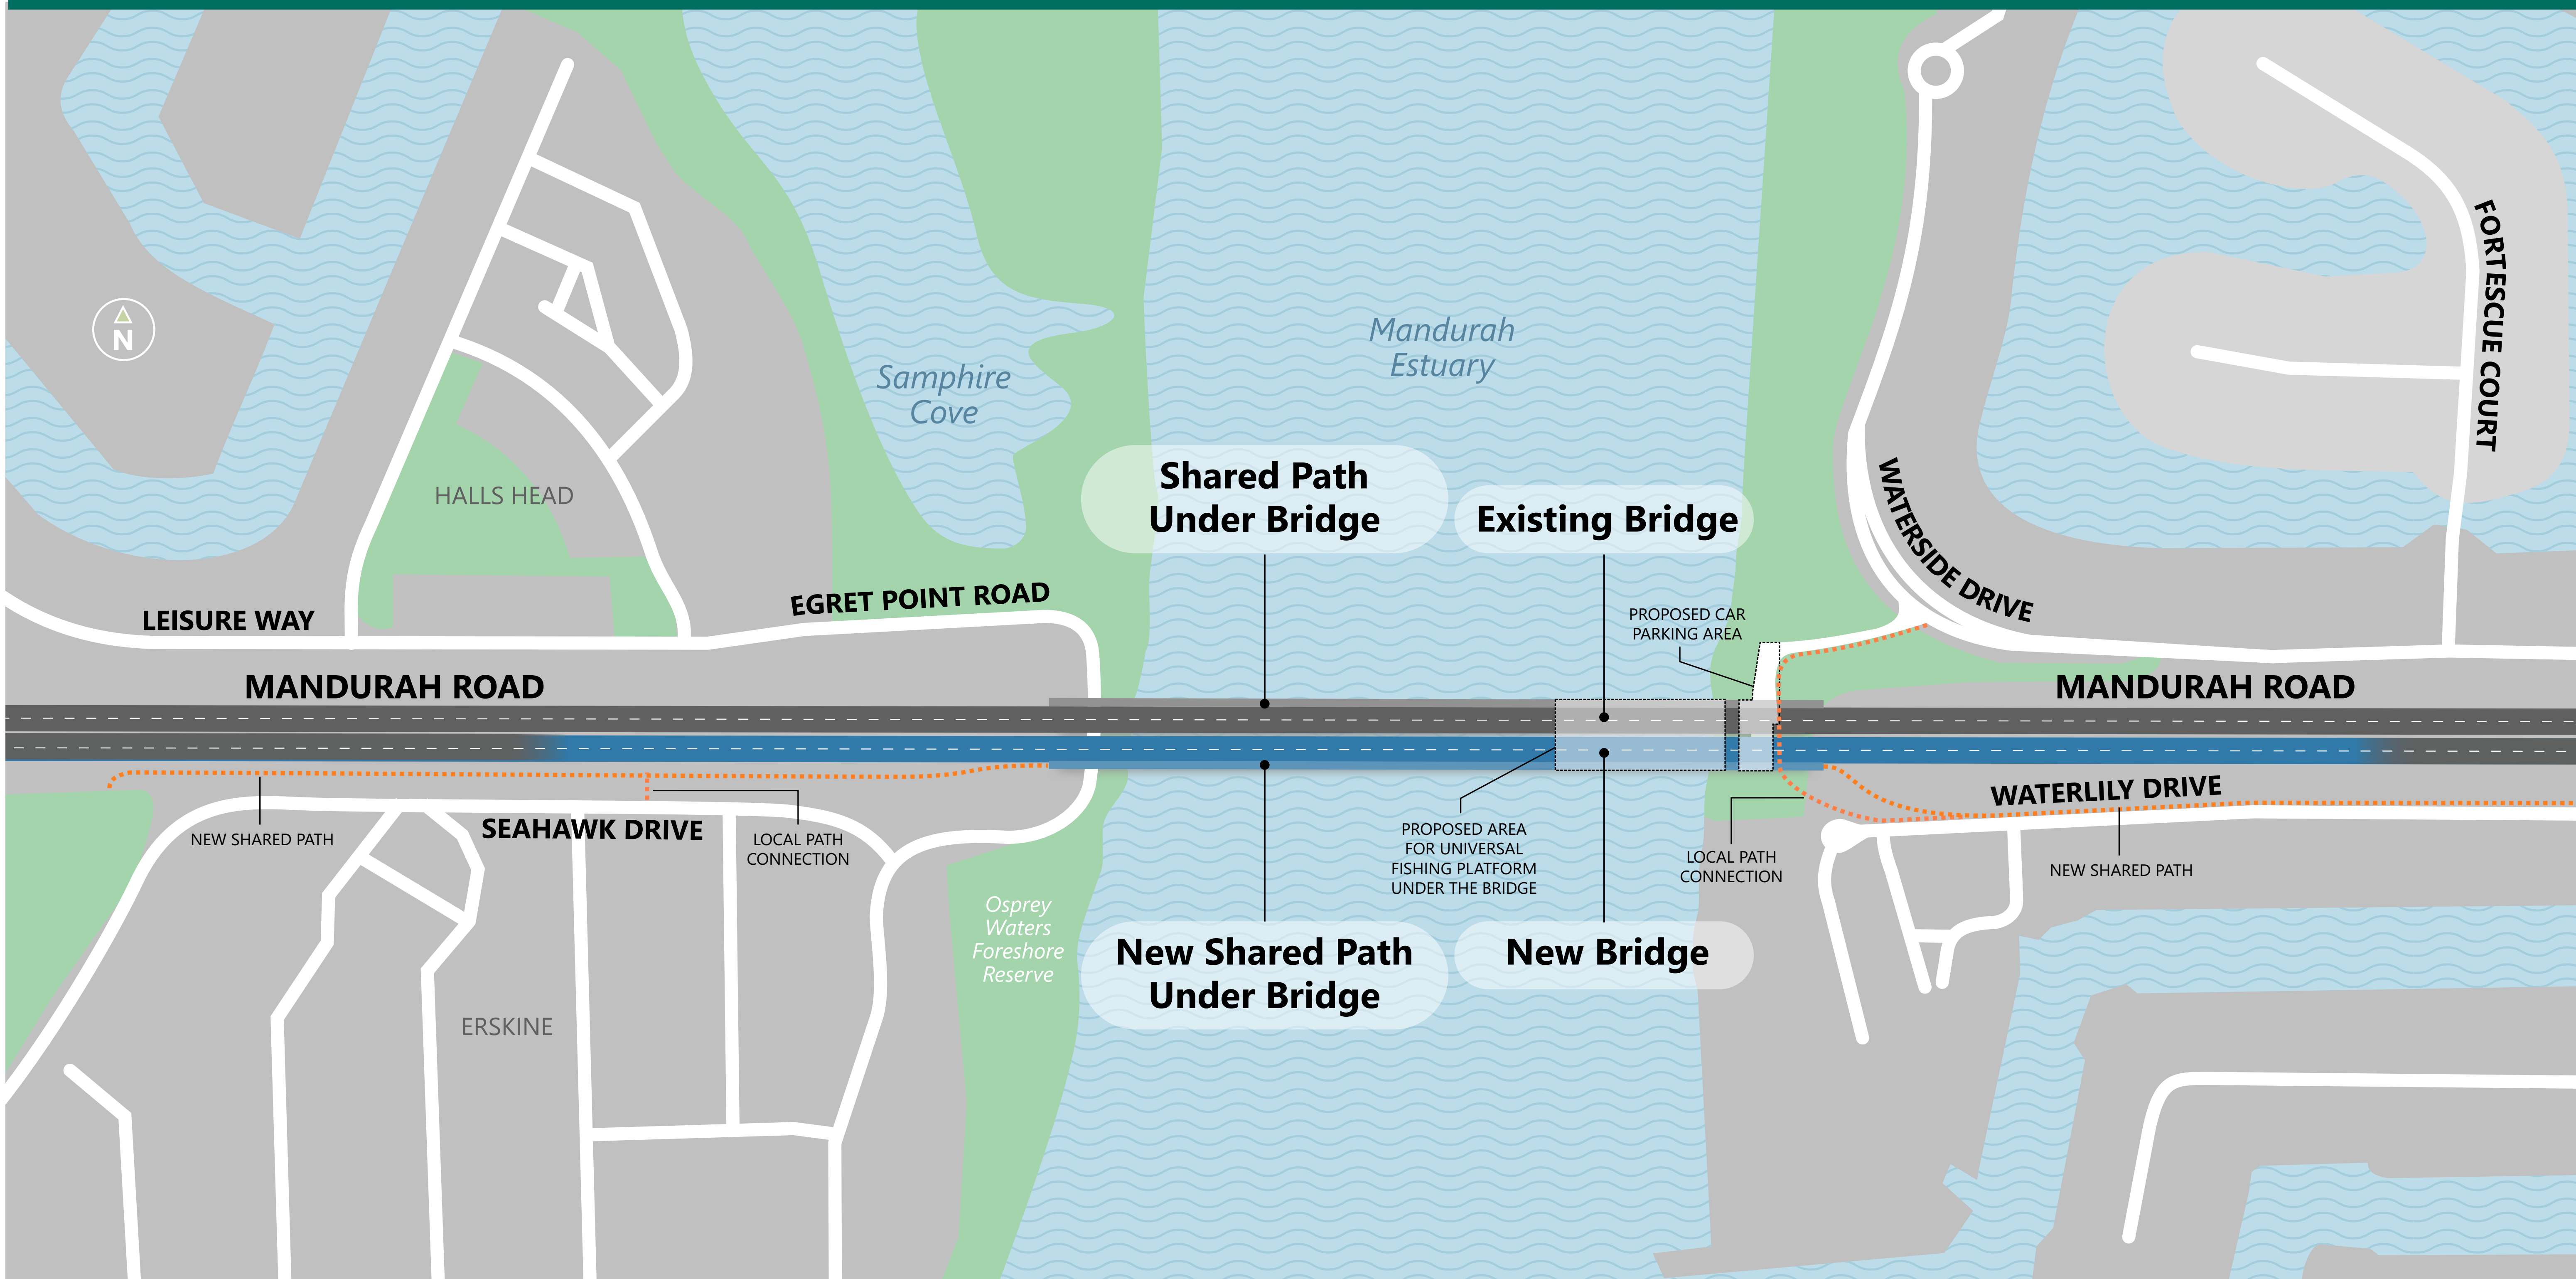 N
Samphire
Cove
Mandurah
Estuary
FORTESCUE COURT
HALLS HEAD
Shared Path
Under Bridge
Existing Bridge
WATERSIDE DRIVE
LEISURE WAY
EGRET POINT ROAD
PROPOSED CAR
PARKING AREA
MANDURAH ROAD
MANDURAH ROAD
NEW SHARED PATH
SEAHAWK DRIVE
LOCAL PATH
CONNECTION
PROPOSED AREA
FOR UNIVERSAL
FISHING PLATFORM
UNDER THE BRIDGE
LOCAL PATH
CONNECTION
WATERLILY DRIVE
NEW SHARED PATH
Osprey
Waters
Foreshore
Reserve
New Shared Path
Under Bridge
New Bridge
ERSKINE